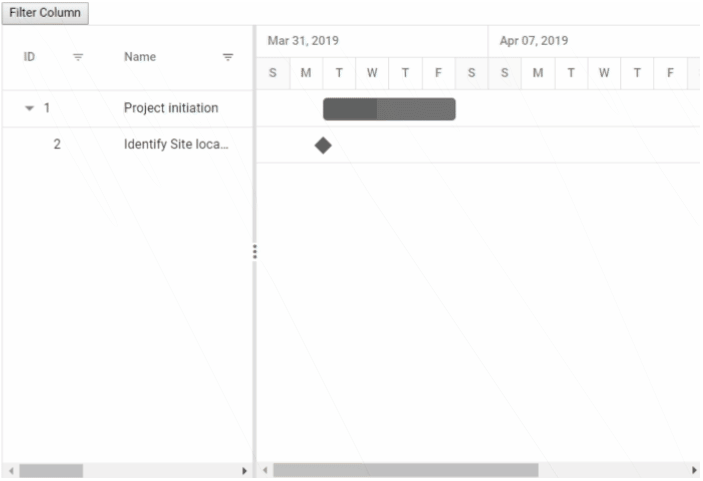 Filter Column
Mar 31, 2019 Apr 07, 2019
ID Name
S M T W T F S S M T W T F
1 Project initiation
2 Identify Site loca...